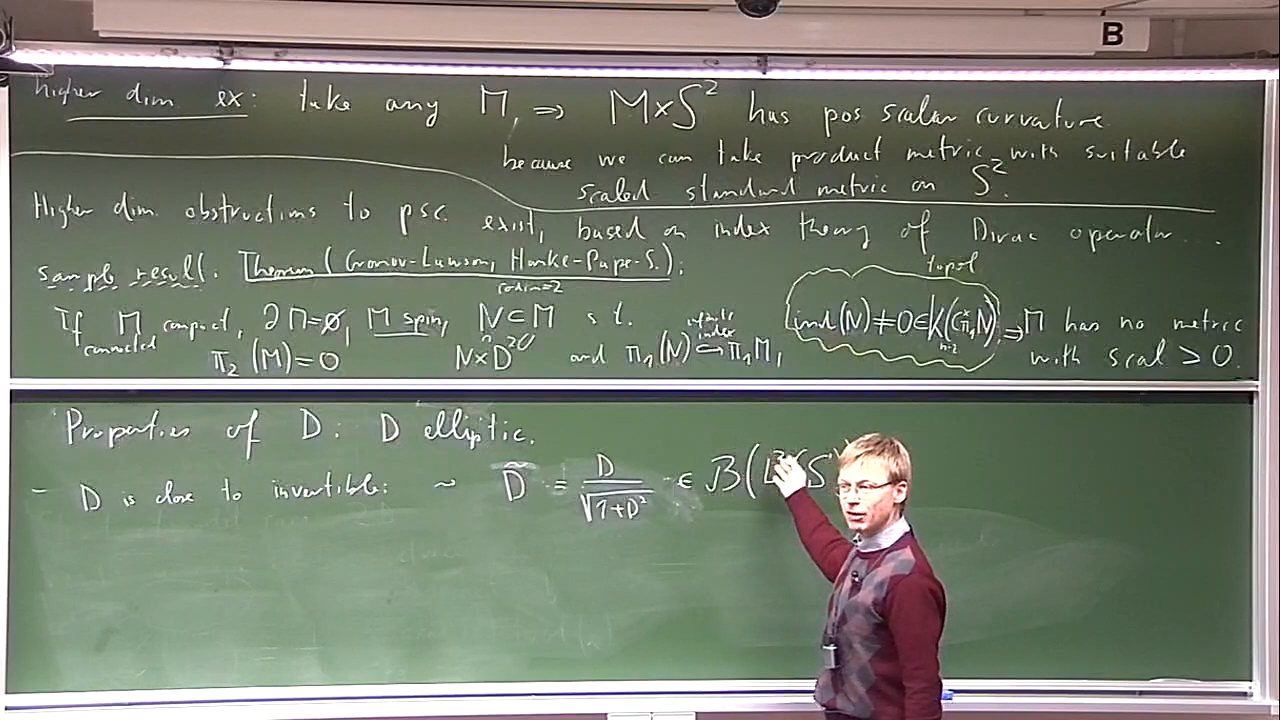 B
higher dim ex: take any M, ⇒ M×S² has pos scalar curvature
because we can take product metric with suitable
scaled standard metric on S².
Higher dim. obstructions to psc exist, based on index theory of Dirac operator...
sample result: Theorem (Gromov-Lawson, Hanke-Pape-S.):
codim=2
topol
If M compact, ∂M=∅, M spin, N⊂M s.t. ind(N)≠0∈K(C*π₁N) ⇒ M has no metric
connected π₂(M)=0 N×D² and π₁(N)↪π₁M, with scal>0.
infinite index
Properties of D: D elliptic.
- D is close to invertible: ~ D̃ = D/√(1+D²) ∈ B(L²(S